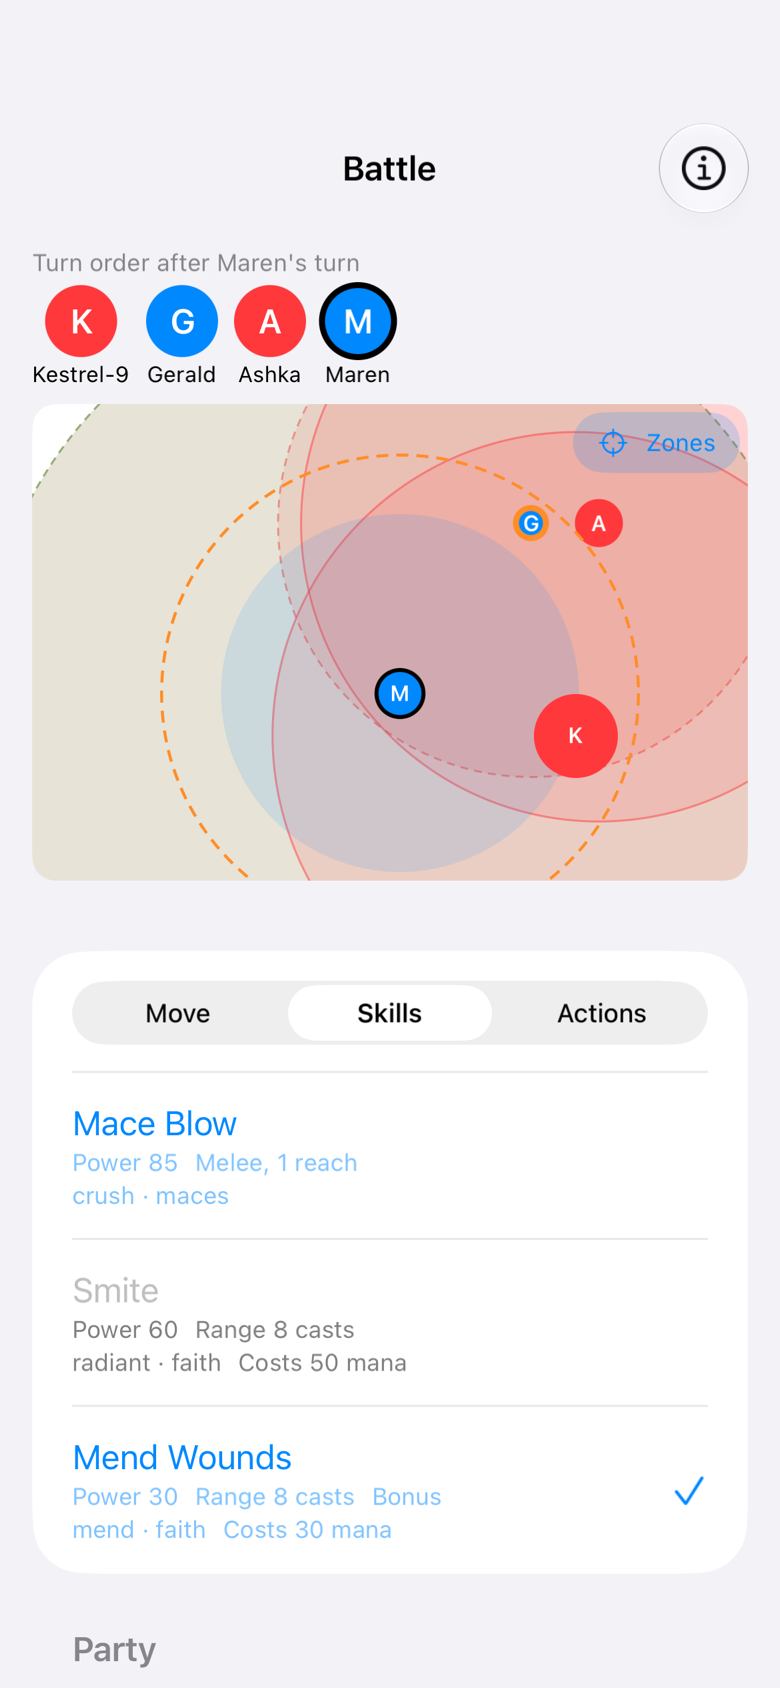 Battle
Turn order after Maren's turn
K G A M
Kestrel-9 Gerald Ashka Maren
Zones
G A
M
K
Move Skills Actions
Mace Blow
Power 85 Melee, 1 reach
crush · maces
Smite
Power 60 Range 8 casts
radiant · faith Costs 50 mana
Mend Wounds
Power 30 Range 8 casts Bonus
mend · faith Costs 30 mana
Party